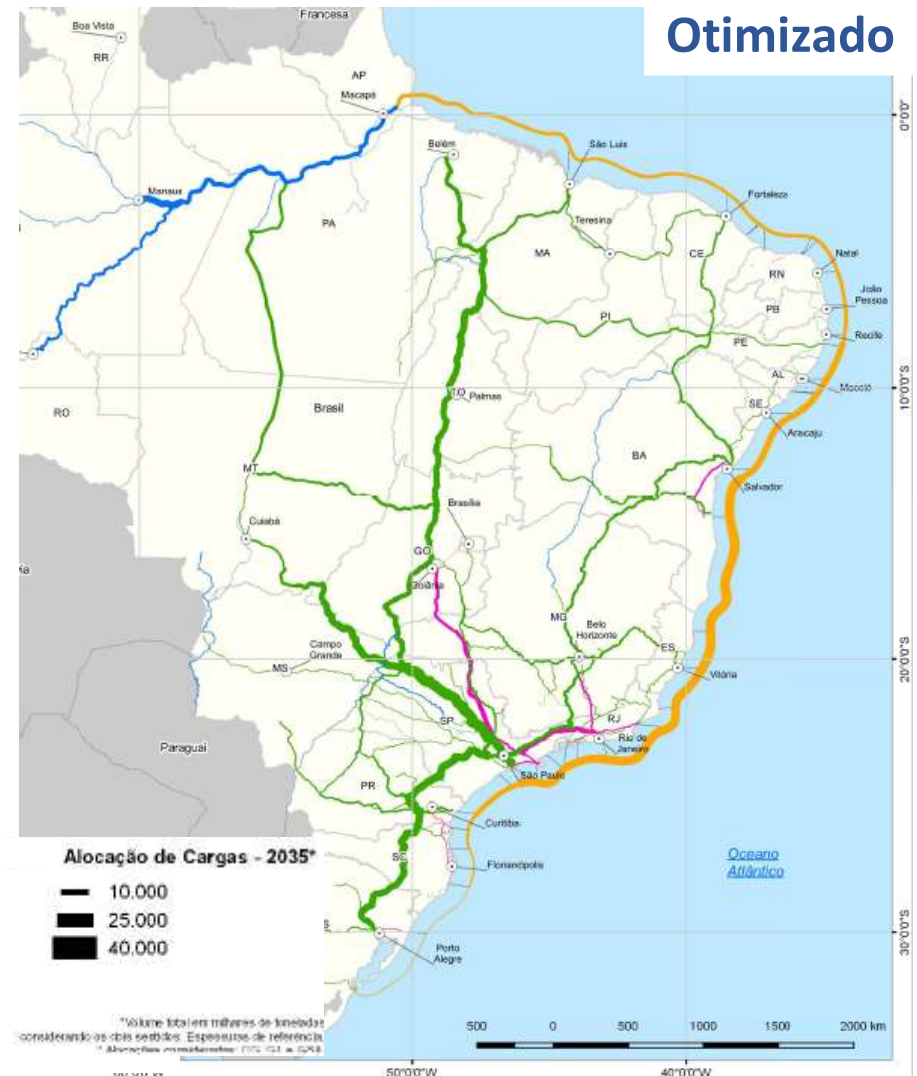 Otimizado
Francesa
Boa Vista
RR
AP
Macapá
0°0'0"
Belém
São Luis
Manaus
Fortaleza
PA
Teresina
MA
CE
Natal
RN
João
Pessoa
PB
PI
Recife
PE
AL
Maceió
10°0'0"S
TO
Palmas
Brasil
SE
Aracaju
RO
BA
MT
Salvador
Brasília
Cuiabá
GO
Goiânia
MG
Belo
Horizonte
Campo
Grande
ES
MS
Vitória
20°0'0"S
SP
RJ
Rio de
Janeiro
Paraguai
São Paulo
PR
Curitiba
Alocação de Cargas - 2035*
SC
Florianópolis
Oceano
Atlântico
10.000
25.000
40.000
S
Porto
Alegre
30°0'0"S
*Volume total em milhares de toneladas
considerando os dois sentidos. Espessuras de referência.
500 0 500 1000 1500 2000 km
50°0'0"W 40°0'0"W